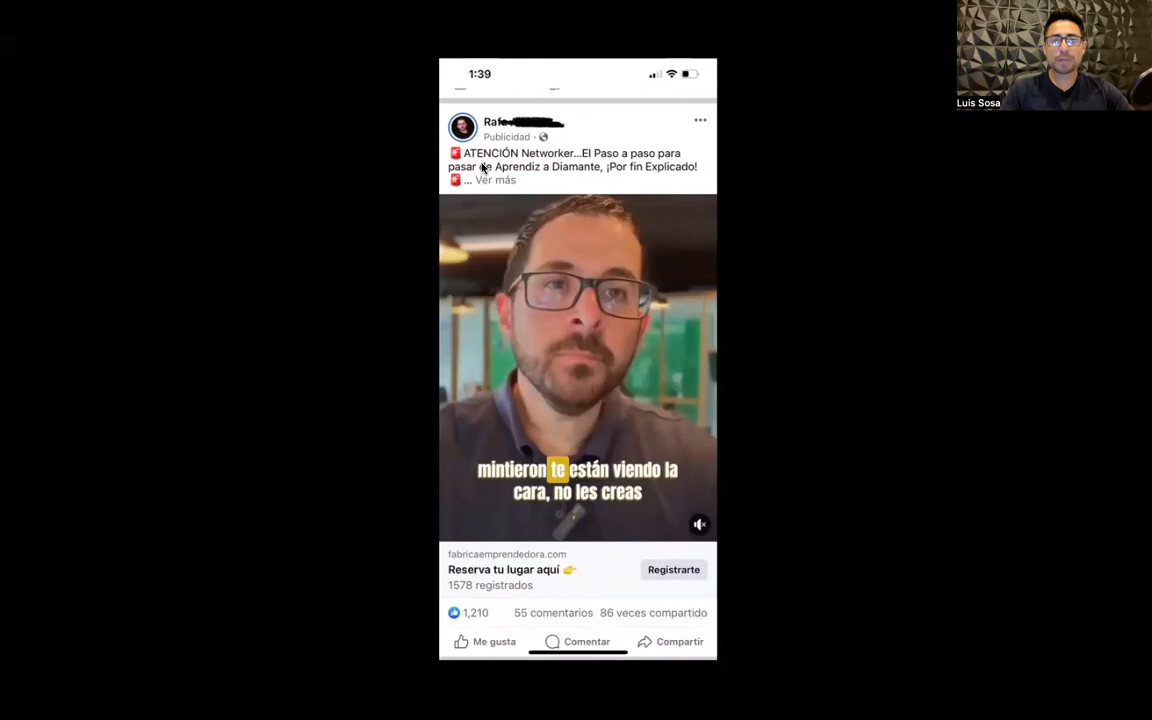 Luis Sosa
1:39
Publicidad ·
🚨 ATENCIÓN Networker...El Paso a paso para
pasar de Aprendiz a Diamante, ¡Por fin Explicado!
🚨 ... Ver más
mintieron te están viendo la
cara, no les creas
fabricaemprendedora.com
Reserva tu lugar aquí 👉
Registrarte
1578 registrados
1,210
55 comentarios
86 veces compartido
Me gusta
Comentar
Compartir